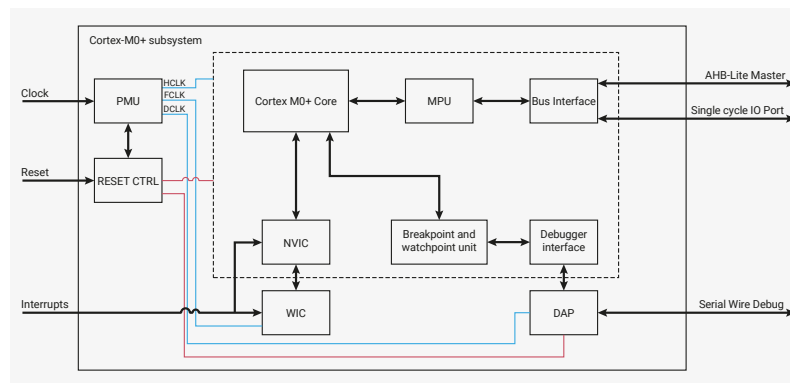 Cortex-M0+ subsystem
Clock
PMU
HCLK
FCLK
DCLK
Cortex M0+ Core
MPU
Bus Interface
AHB-Lite Master
Single cycle IO Port
Reset
RESET CTRL
NVIC
Breakpoint and
watchpoint unit
Debugger
interface
Interrupts
WIC
DAP
Serial Wire Debug